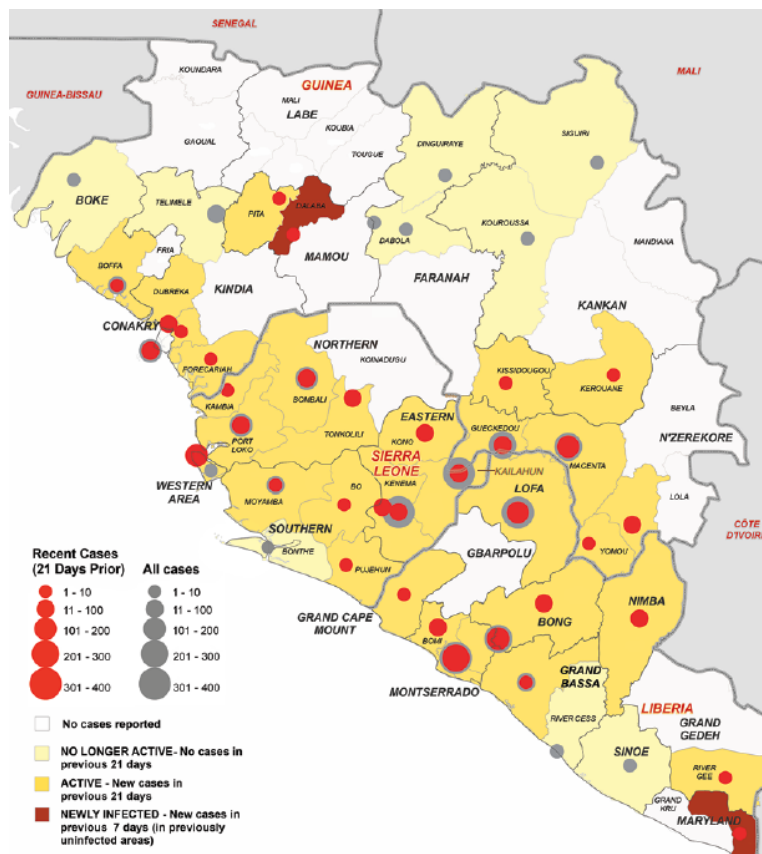 SENEGAL
MALI
GUINEA-BISSAU
KOUNDARA
GUINEA
MALI
LABE
KOUBIA
GAOUAL
TOUGUE
DINGUIRAYE
SIGUIRI
BOKE
TELIMELE
PITA
DALABA
KOUROUSSA
DABOLA
MANDIANA
FRIA
MAMOU
BOFFA
FARANAH
DUBREKA
KINDIA
KANKAN
CONAKRY
NORTHERN
FORECARIAH
KOINADUGU
KISSIDOUGOU
KEROUANE
KAMBIA
BOMBALI
BEYLA
PORT
LOKO
TONKOLILI
EASTERN
KONO
GUECKEDOU
N'ZEREKORE
SIERRA
LEONE
KAILAHUN
MACENTA
WESTERN
AREA
MOYAMBA
BO
KENEMA
LOFA
LOLA
CÔTE
D'IVOIRE
SOUTHERN
BONTHE
GBARPOLU
YOMOU
PUJEHUN
NIMBA
GRAND CAPE
MOUNT
BONG
BOMI
MONTSERRADO
GRAND
BASSA
LIBERIA
RIVER CESS
GRAND
GEDEH
SINOE
RIVER
GEE
GRAND
KRU
MARYLAND
Recent Cases
(21 Days Prior)
All cases
1 - 10
1 - 10
11 - 100
11 - 100
101 - 200
101 - 200
201 - 300
201 - 300
301 - 400
301 - 400
No cases reported
NO LONGER ACTIVE- No cases in
previous 21 days
ACTIVE - New cases in
previous 21 days
NEWLY INFECTED - New cases in
previous 7 days (in previously
uninfected areas)